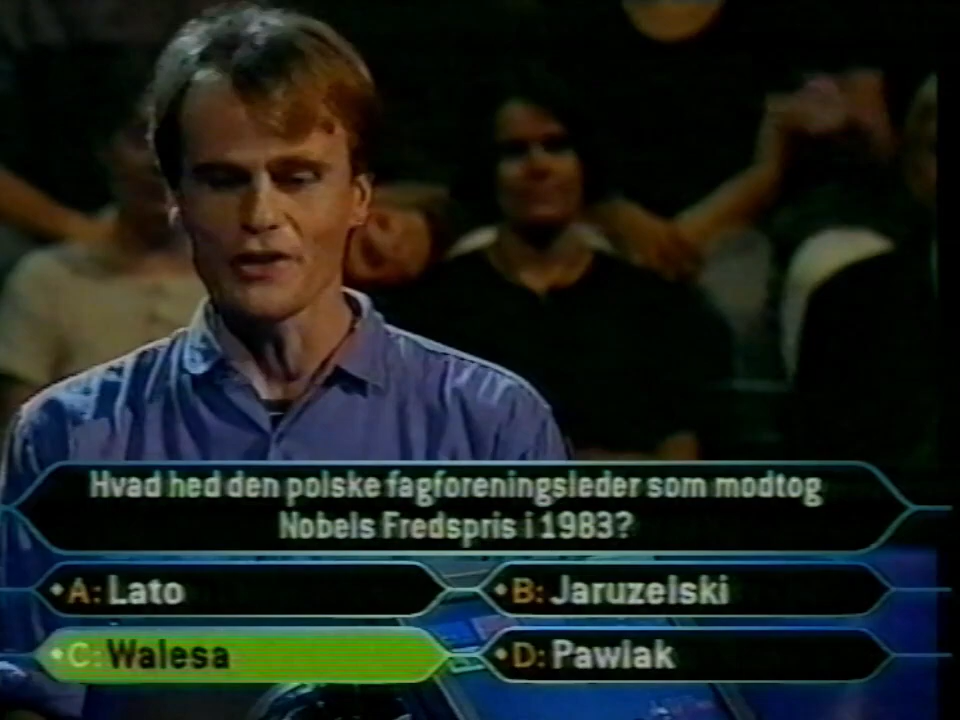 Hvad hed den polske fagforeningsleder som modtog
Nobels Fredspris i 1983?
A: Lato
B: Jaruzelski
C: Walesa
D: Pawlak